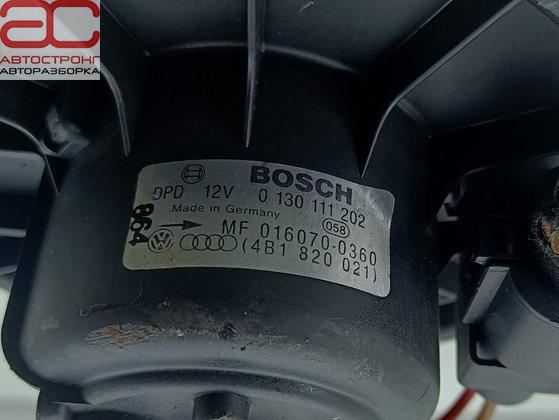 АС
АВТОСТРОНГ
АВТОРАЗБОРКА
BOSCH
DPD 12V 0 130 111 202
Made in Germany
058
864
MF 016070-0360
(4B1 820 021)